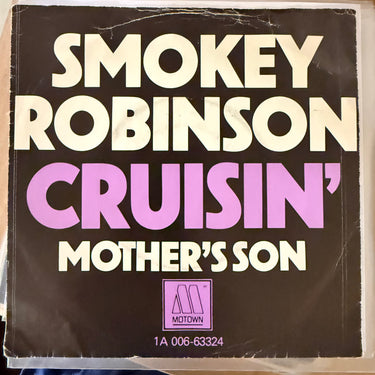 SMOKEY
ROBINSON
CRUISIN'
MOTHER'S SON
MOTOWN
1A 006-63324